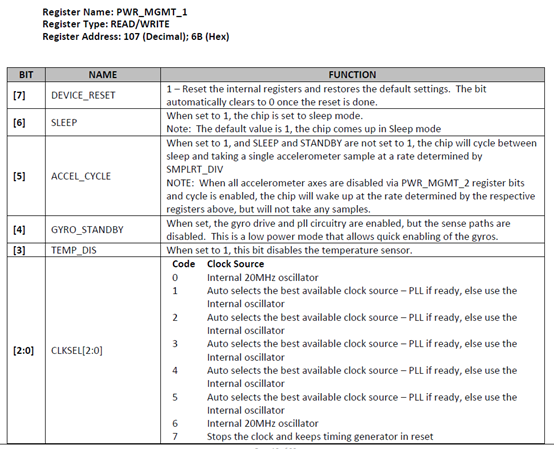 Register Name: PWR_MGMT_1
Register Type: READ/WRITE
Register Address: 107 (Decimal); 6B (Hex)
BIT NAME FUNCTION
[7] DEVICE_RESET 1 – Reset the internal registers and restores the default settings. The bit
automatically clears to 0 once the reset is done.
[6] SLEEP When set to 1, the chip is set to sleep mode.
Note: The default value is 1, the chip comes up in Sleep mode
[5] ACCEL_CYCLE When set to 1, and SLEEP and STANDBY are not set to 1, the chip will cycle between
sleep and taking a single accelerometer sample at a rate determined by
SMPLRT_DIV
NOTE: When all accelerometer axes are disabled via PWR_MGMT_2 register bits
and cycle is enabled, the chip will wake up at the rate determined by the respective
registers above, but will not take any samples.
[4] GYRO_STANDBY When set, the gyro drive and pll circuitry are enabled, but the sense paths are
disabled. This is a low power mode that allows quick enabling of the gyros.
[3] TEMP_DIS When set to 1, this bit disables the temperature sensor.
[2:0] CLKSEL[2:0] Code Clock Source
0 Internal 20MHz oscillator
1 Auto selects the best available clock source – PLL if ready, else use the
Internal oscillator
2 Auto selects the best available clock source – PLL if ready, else use the
Internal oscillator
3 Auto selects the best available clock source – PLL if ready, else use the
Internal oscillator
4 Auto selects the best available clock source – PLL if ready, else use the
Internal oscillator
5 Auto selects the best available clock source – PLL if ready, else use the
Internal oscillator
6 Internal 20MHz oscillator
7 Stops the clock and keeps timing generator in reset